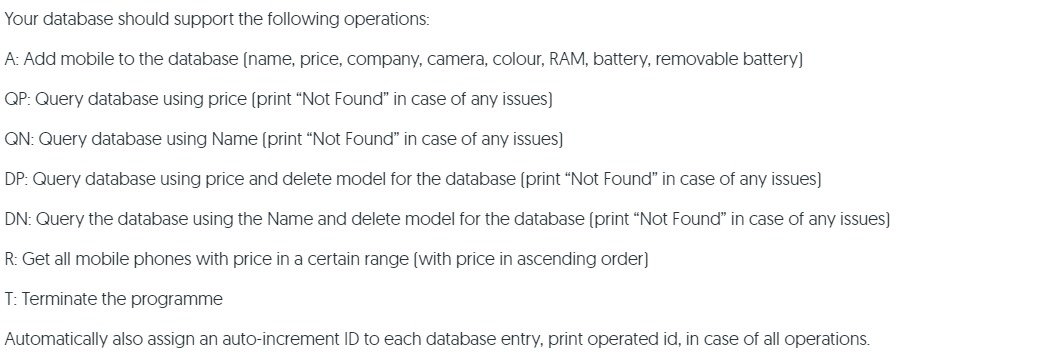 Your database should support the following operations:
A: Add mobile to the database (name, price, company, camera, colour, RAM, battery, removable battery)
QP: Query database using price (print “Not Found” in case of any issues)
QN: Query database using Name (print “Not Found” in case of any issues)
DP: Query database using price and delete model for the database (print “Not Found” in case of any issues)
DN: Query the database using the Name and delete model for the database (print “Not Found” in case of any issues)
R: Get all mobile phones with price in a certain range (with price in ascending order)
T: Terminate the programme
Automatically also assign an auto-increment ID to each database entry, print operated id, in case of all operations.